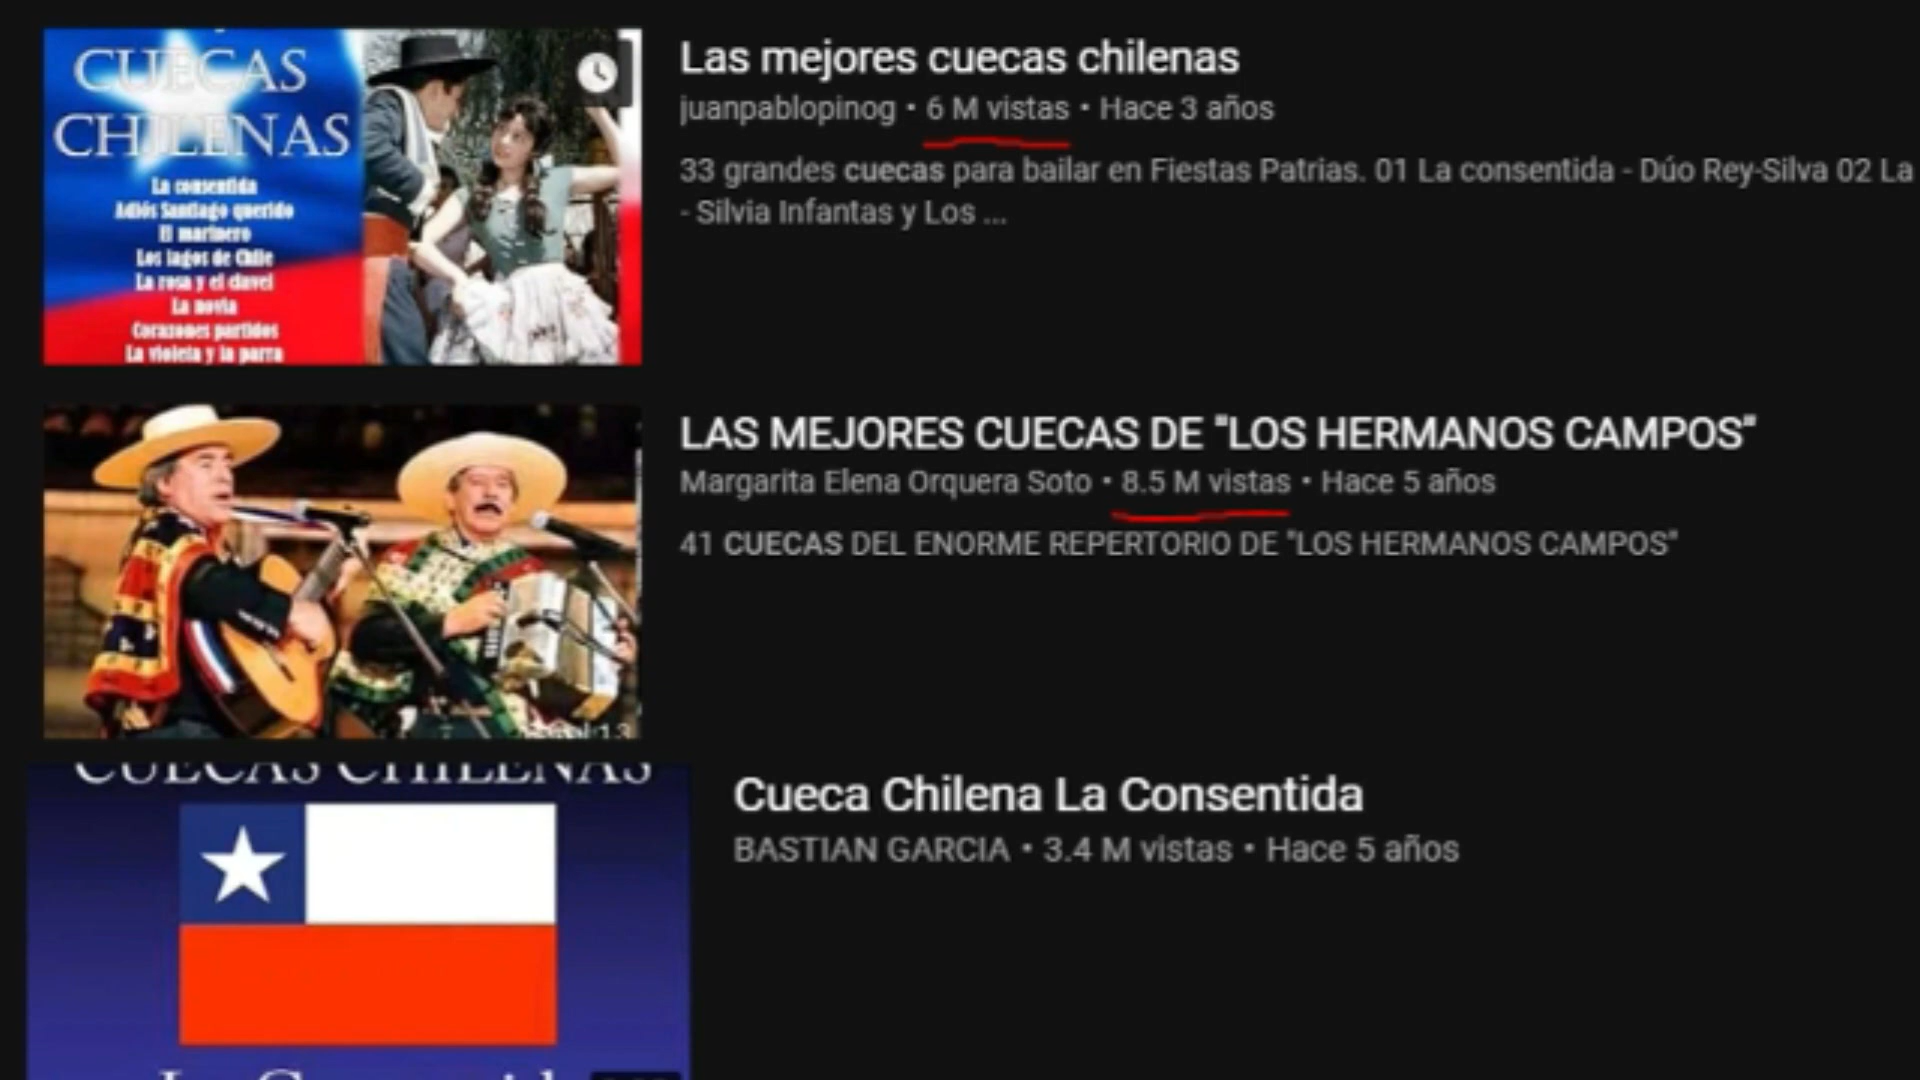 CUECAS
CHILENAS
La consentida
Adiós Santiago querido
El marinero
Los lagos de Chile
La rosa y el clavel
La novia
Corazones partidos
La violeta y la parra
Las mejores cuecas chilenas
juanpablopinog • 6 M vistas • Hace 3 años
33 grandes cuecas para bailar en Fiestas Patrias. 01 La consentida - Dúo Rey-Silva 02 La
- Silvia Infantas y Los ...
LAS MEJORES CUECAS DE "LOS HERMANOS CAMPOS"
Margarita Elena Orquera Soto • 8.5 M vistas • Hace 5 años
41 CUECAS DEL ENORME REPERTORIO DE "LOS HERMANOS CAMPOS"
CUECAS CHILENAS
Cueca Chilena La Consentida
BASTIAN GARCIA • 3.4 M vistas • Hace 5 años